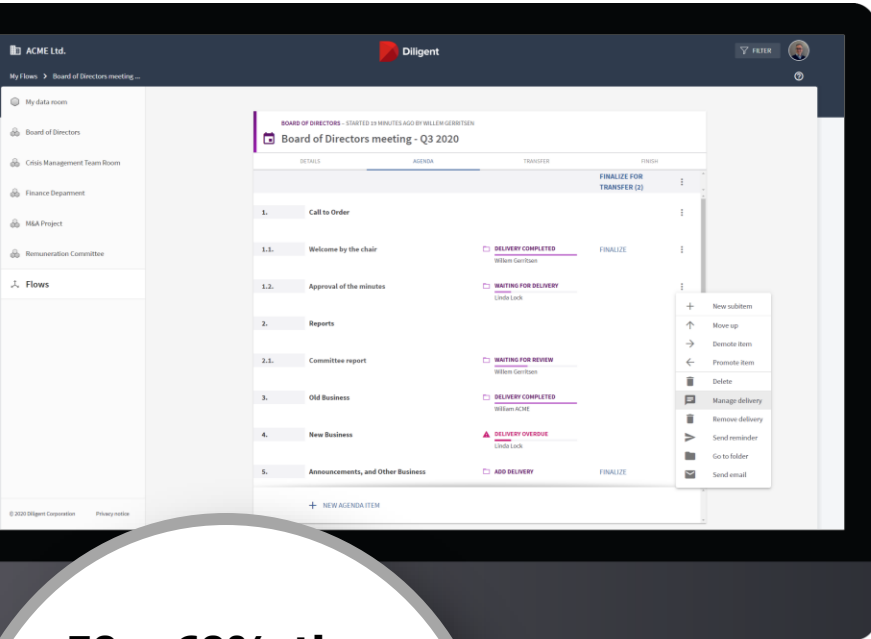 ACME Ltd.
Diligent
FILTER
My Flows > Board of Directors meeting ...
My data room
Board of Directors
Crisis Management Team Room
Finance Department
M&A Project
Remuneration Committee
Flows
© 2020 Diligent Corporation Privacy notice
BOARD OF DIRECTORS - STARTED 19 MINUTES AGO BY WILLEM GERRITSEN
Board of Directors meeting - Q3 2020
DETAILS AGENDA TRANSFER FINISH
FINALIZE FOR
TRANSFER (2)
1. Call to Order
1.1. Welcome by the chair DELIVERY COMPLETED FINALIZE
Willem Gerritsen
1.2. Approval of the minutes WAITING FOR DELIVERY
Linda Lock
2. Reports
2.1. Committee report WAITING FOR REVIEW
Willem Gerritsen
3. Old Business DELIVERY COMPLETED
William ACME
4. New Business DELIVERY OVERDUE
Linda Lock
5. Announcements, and Other Business ADD DELIVERY FINALIZE
+ NEW AGENDA ITEM
New subitem
Move up
Demote item
Promote item
Delete
Manage delivery
Remove delivery
Send reminder
Go to folder
Send email